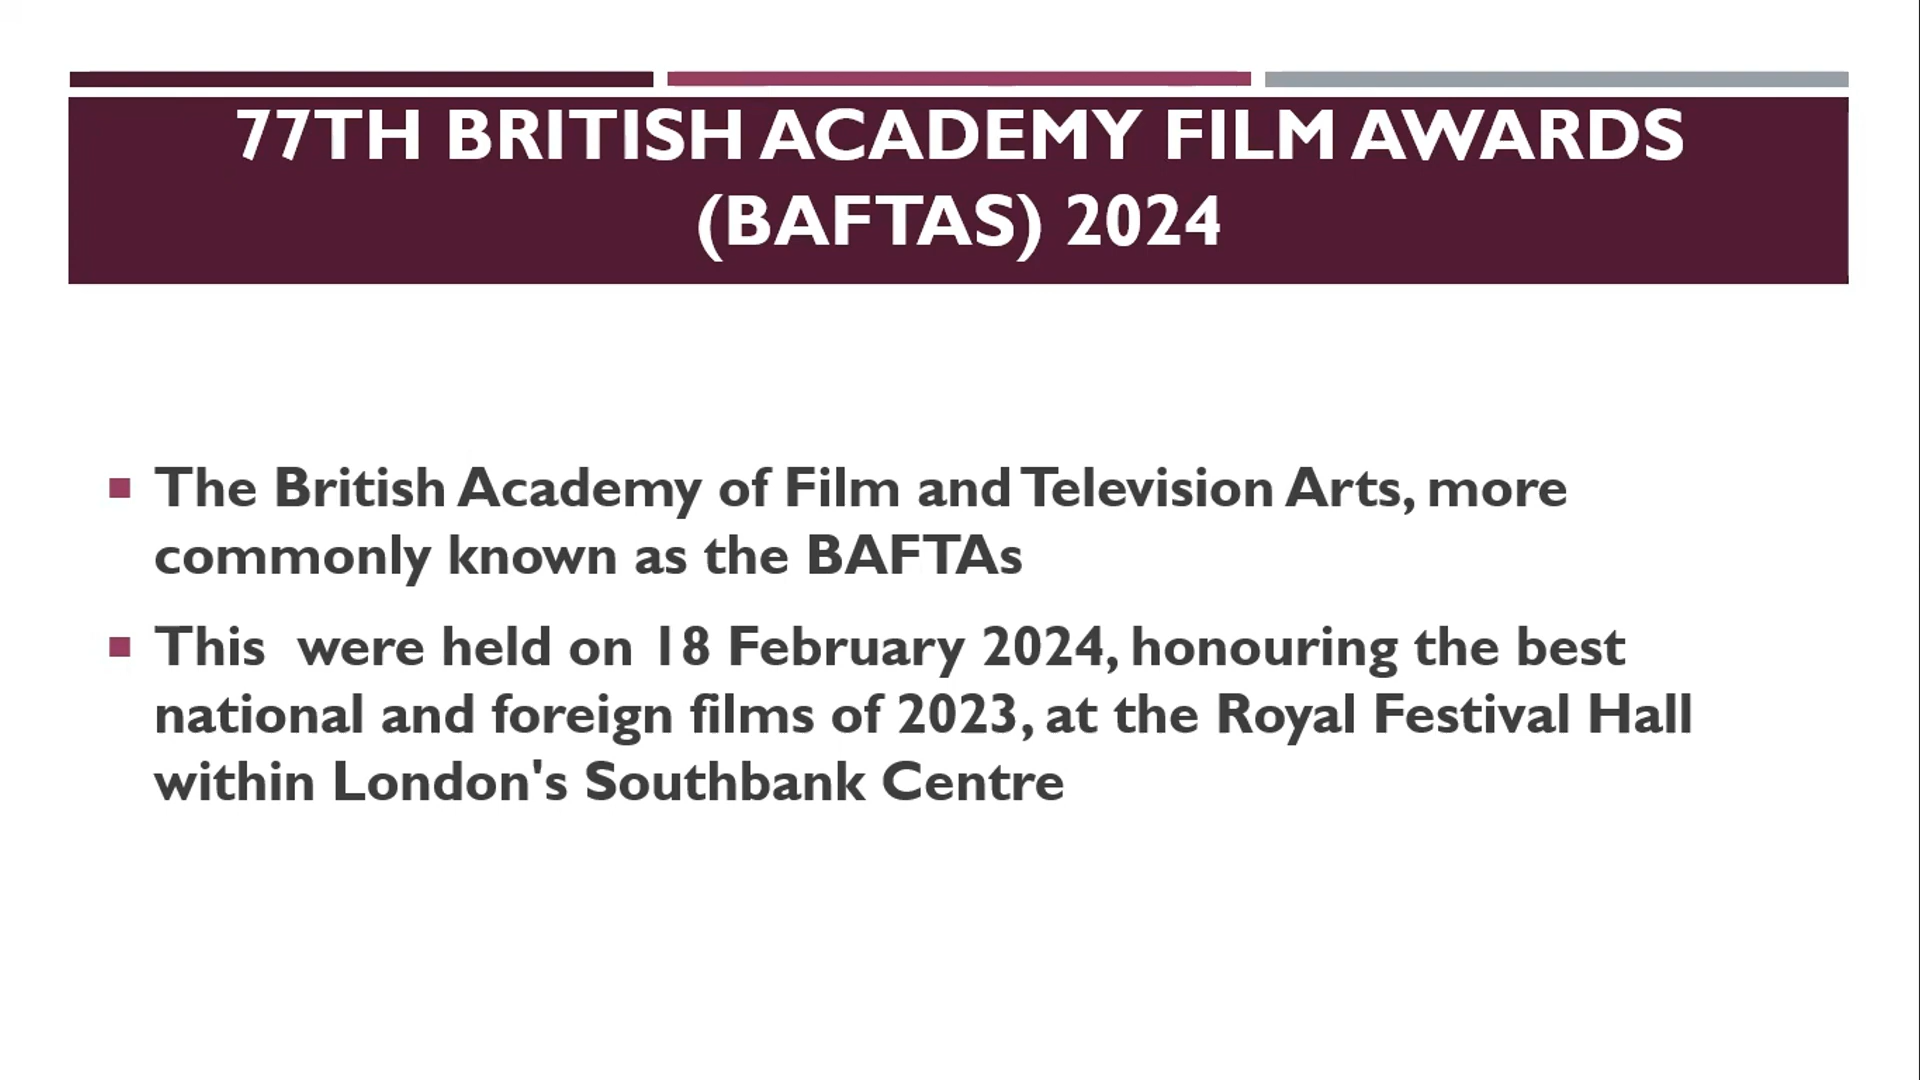 77TH BRITISH ACADEMY FILM AWARDS
(BAFTAS) 2024
The British Academy of Film and Television Arts, more
commonly known as the BAFTAs
This  were held on 18 February 2024, honouring the best
national and foreign films of 2023, at the Royal Festival Hall
within London's Southbank Centre